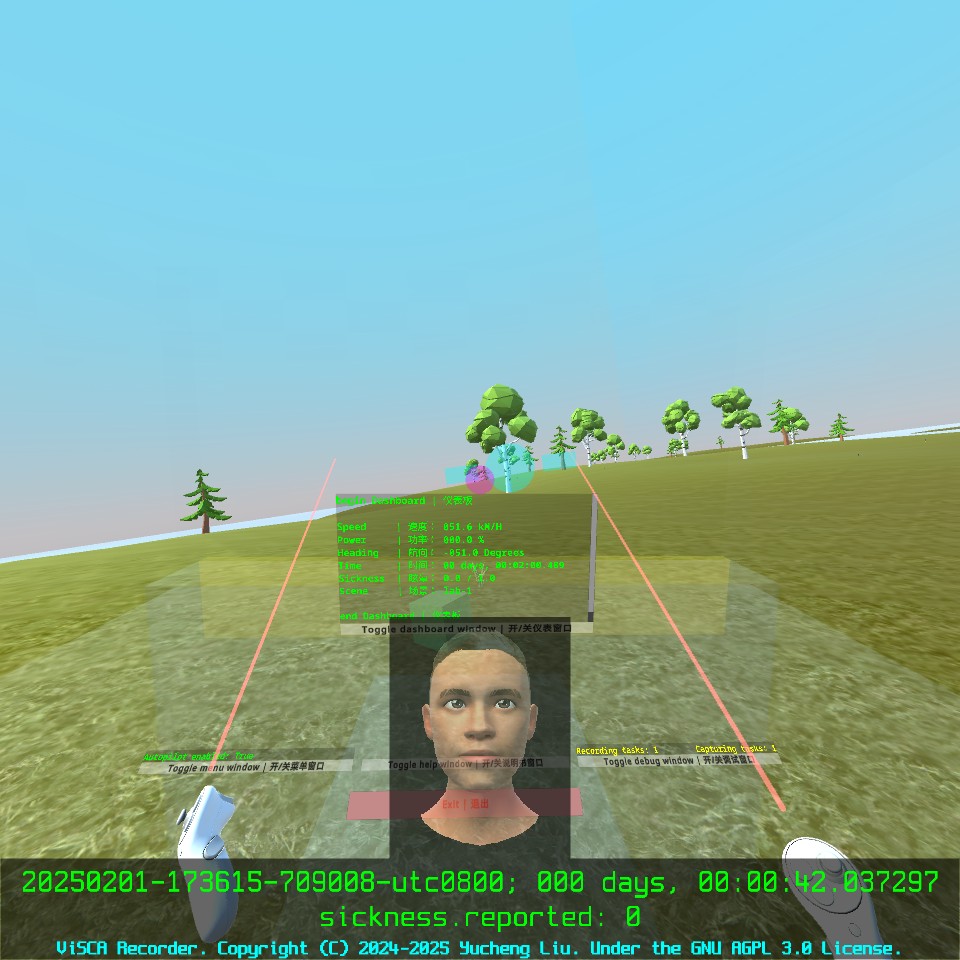 Begin Dashboard | 仪表板
Speed | 速度: 051.6 kM/H
Power | 功率: 000.0 %
Heading | 航向: -051.0 Degrees
Time | 时间: 00 days, 00:02:00.409
Sickness | 0.0 / 1.0
Scene | 场景:
end Dashboard |
Toggle dashboard window | 开/关仪表窗口
Autopilot enabled: True
Recording tasks: 1 Capturing tasks: 1
Toggle menu window | 开/关菜单窗口
Toggle help window | 开/关说明窗口
Toggle debug window | 开/关调试窗口
Exit | 退出
20250201-173615-709008-utc0800; 000 days, 00:00:42.037297
sickness.reported: 0
ViSCA Recorder. Copyright (C) 2024-2025 Yucheng Liu. Under the GNU AGPL 3.0 License.